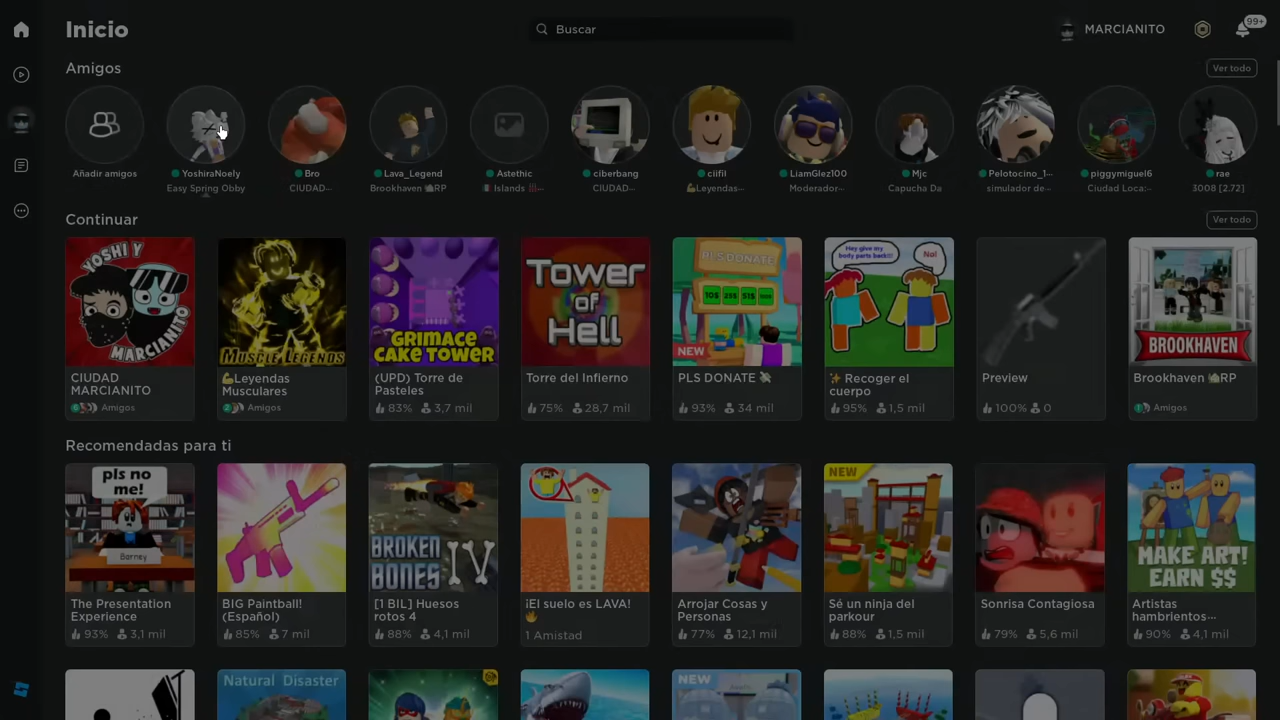 Inicio
Buscar
MARCIANITO
99+
Amigos
Ver todo
Añadir amigos
YoshiraNoely
Easy Spring Obby
Bro
CIUDAD...
Lava_Legend
Brookhaven 🏡RP
Astethic
Islands
ciberbang
CIUDAD...
ciifil
💪Leyendas...
LiamGlez100
Moderador...
Mjc
Capucha Da
Pelotocino_1...
simulador de...
piggymiguel6
Ciudad Loca:...
rae
3008 [2.72]
Continuar
Ver todo
YOSHI Y
MARCIANITO
MUSCLE LEGENDS
GRIMACE
CAKE TOWER
Tower
of
Hell
PLS DONATE
10$ 25$ 51$
NEW
Hey give my
body parts back!!!
No!
BROOKHAVEN
CIUDAD
MARCIANITO
Amigos
💪Leyendas
Musculares
Amigos
(UPD) Torre de
Pasteles
83% 3,7 mil
Torre del Infierno
75% 28,7 mil
PLS DONATE 💸
93% 34 mil
✨ Recoger el
cuerpo
95% 1,5 mil
Preview
100% 0
Brookhaven 🏡RP
Amigos
Recomendadas para ti
pls no
me!
Barney
BROKEN
BONES IV
NEW
MAKE ART!
EARN $$
The Presentation
Experience
93% 3,1 mil
BIG Paintball!
(Español)
85% 7 mil
[1 BIL] Huesos
rotos 4
88% 4,1 mil
¡El suelo es LAVA!
🔥
1 Amistad
Arrojar Cosas y
Personas
77% 12,1 mil
Sé un ninja del
parkour
88% 1,5 mil
Sonrisa Contagiosa
79% 5,6 mil
Artistas
hambrientos...
90% 4,1 mil
Natural Disaster
NEW